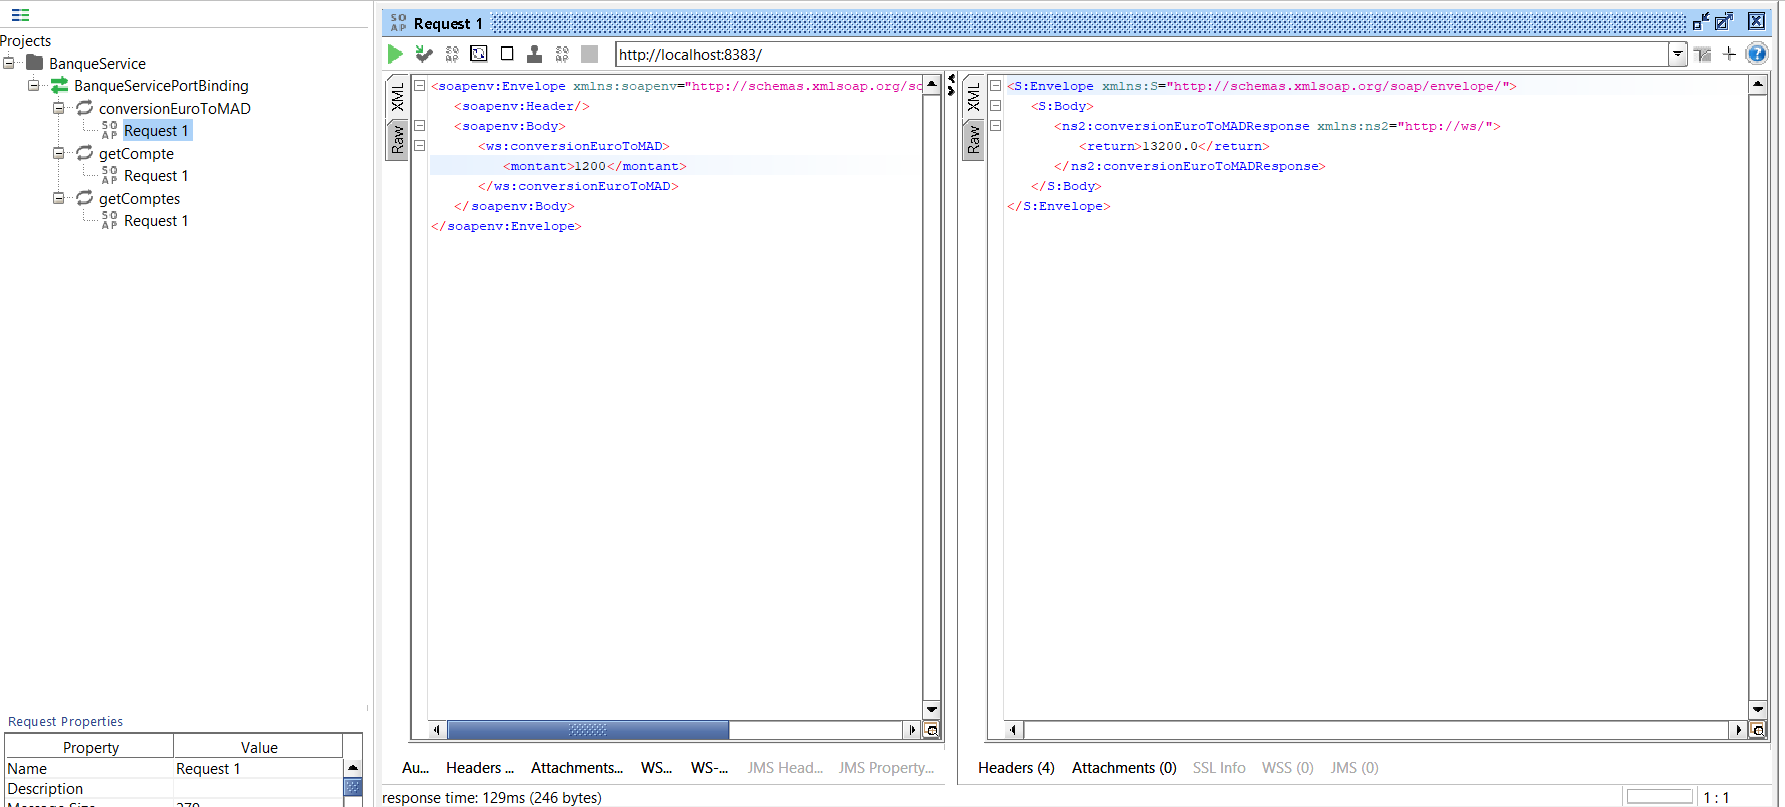 Projects
BanqueService
BanqueServicePortBinding
conversionEuroToMAD
SOAP Request 1
getCompte
SOAP Request 1
getComptes
SOAP Request 1
Request Properties
Property Value
Name Request 1
Description
SOAP Request 1
http://localhost:8383/
XML
Raw
<soapenv:Envelope xmlns:soapenv="http://schemas.xmlsoap.org/so
<soapenv:Header/>
<soapenv:Body>
<ws:conversionEuroToMAD>
<montant>1200</montant>
</ws:conversionEuroToMAD>
</soapenv:Body>
</soapenv:Envelope>
XML
Raw
<S:Envelope xmlns:S="http://schemas.xmlsoap.org/soap/envelope/">
<S:Body>
<ns2:conversionEuroToMADResponse xmlns:ns2="http://ws/">
<return>13200.0</return>
</ns2:conversionEuroToMADResponse>
</S:Body>
</S:Envelope>
Au... Headers ... Attachments... WS... WS-... JMS Head... JMS Property...
Headers (4) Attachments (0) SSL Info WSS (0) JMS (0)
response time: 129ms (246 bytes)
1 : 1